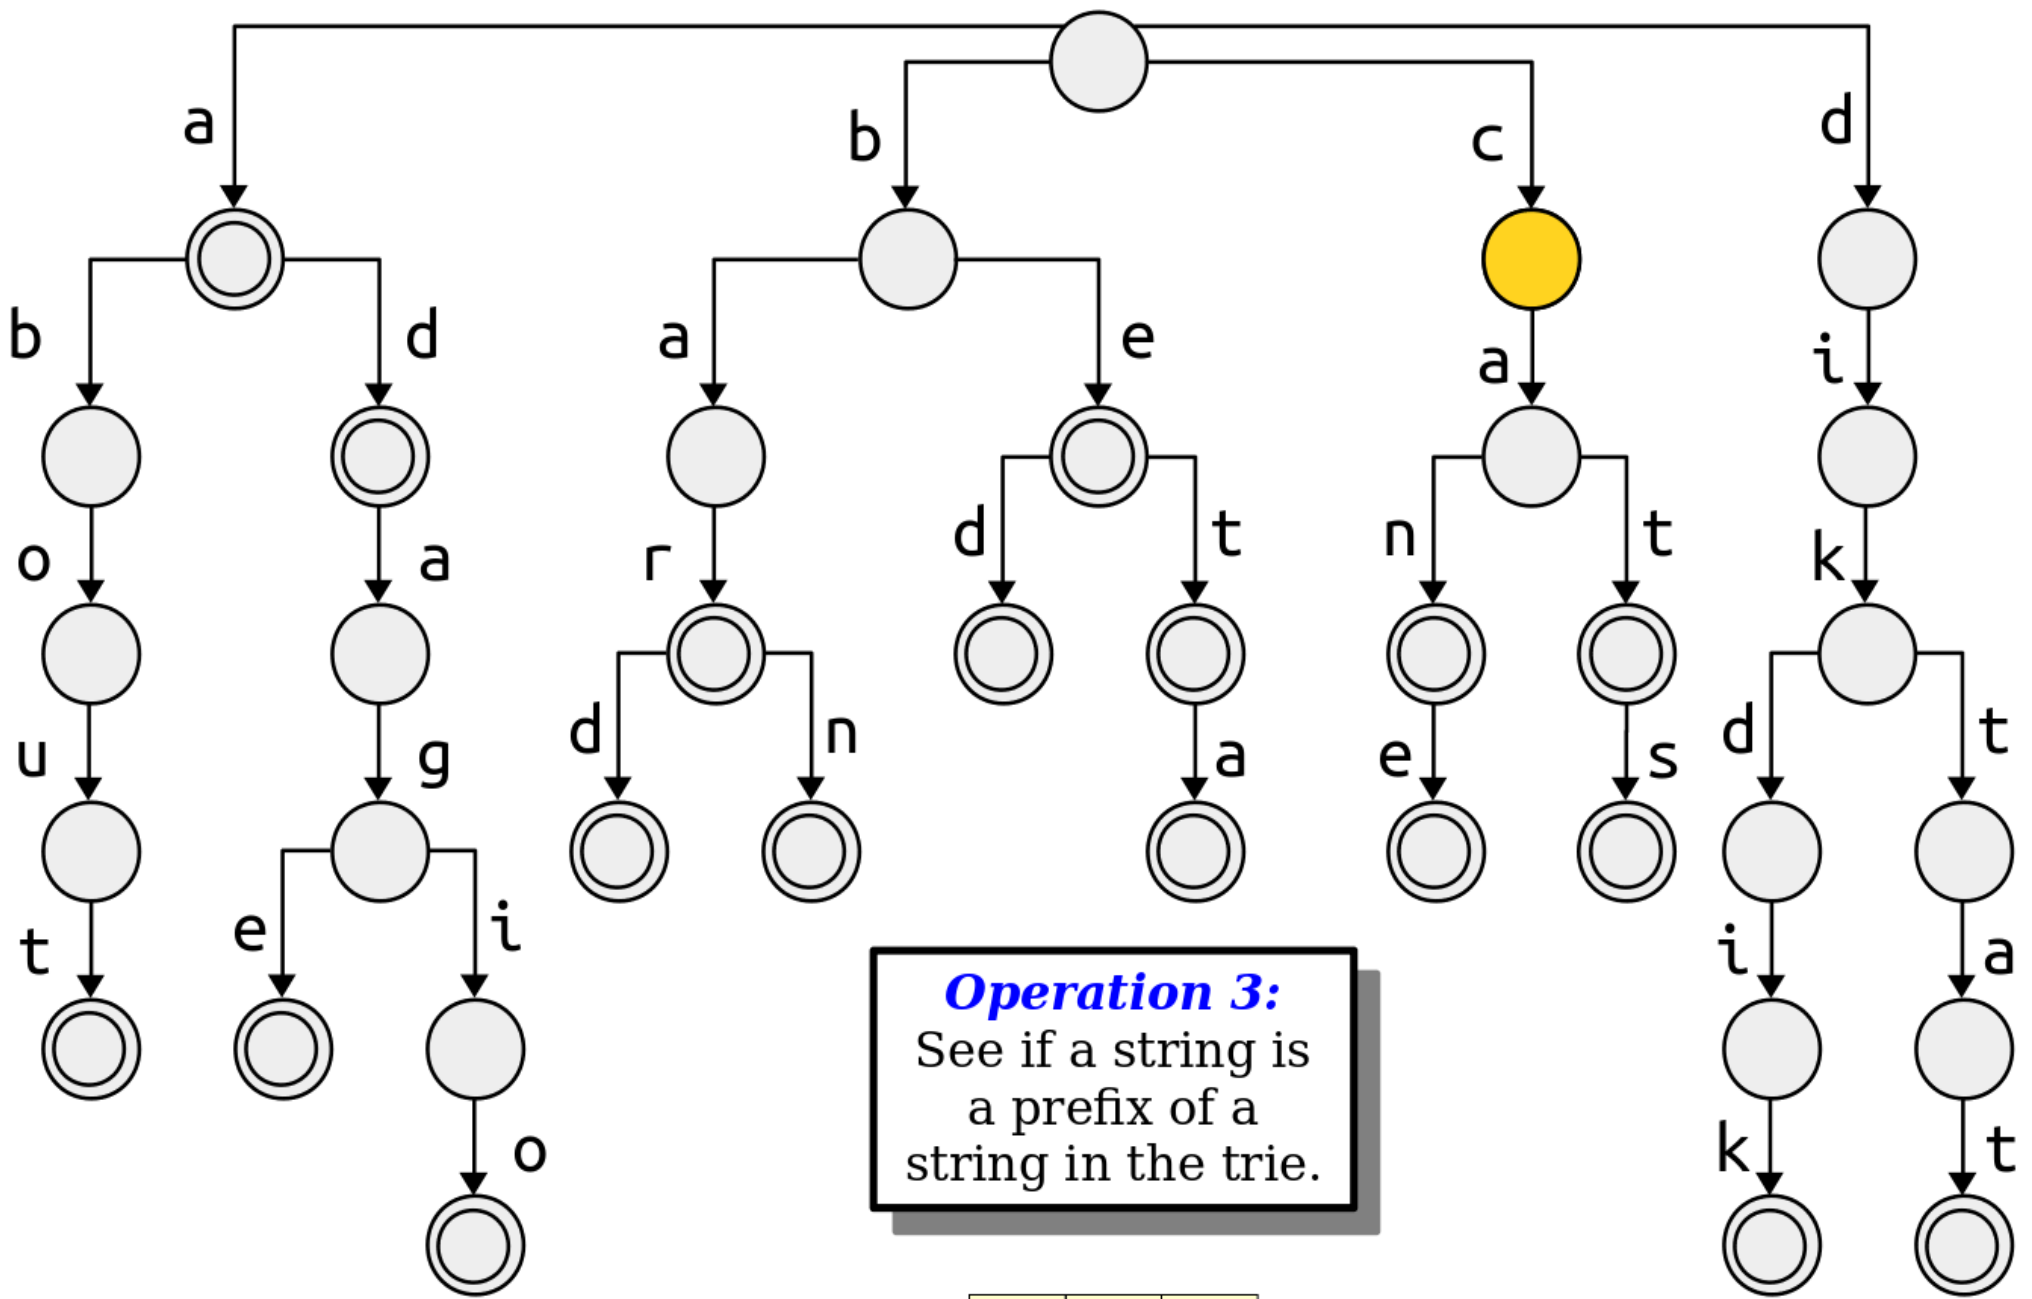 a
b
c
d
b
d
a
e
a
i
o
a
r
d
t
n
t
k
u
g
d
n
a
e
s
d
t
t
e
i
i
a
o
k
t
Operation 3:
See if a string is
a prefix of a
string in the trie.